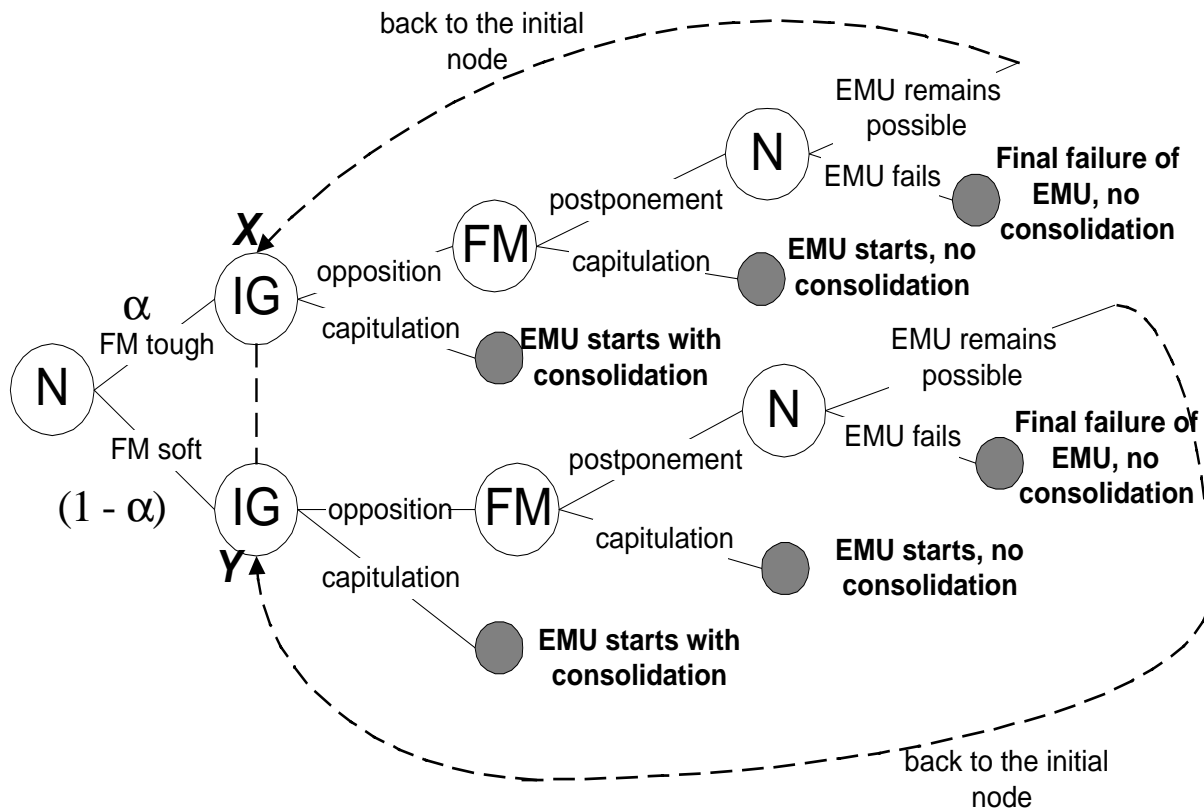 back to the initial
node
EMU remains
possible
N
EMU fails
Final failure of
EMU, no
consolidation
postponement
X
FM
IG
opposition
capitulation
EMU starts, no
consolidation
α
FM tough
capitulation
EMU starts with
consolidation
EMU remains
possible
N
N
FM soft
EMU fails
Final failure of
EMU, no
consolidation
postponement
(1 - α)
IG
opposition
FM
capitulation
EMU starts, no
consolidation
Y
capitulation
EMU starts with
consolidation
back to the initial
node